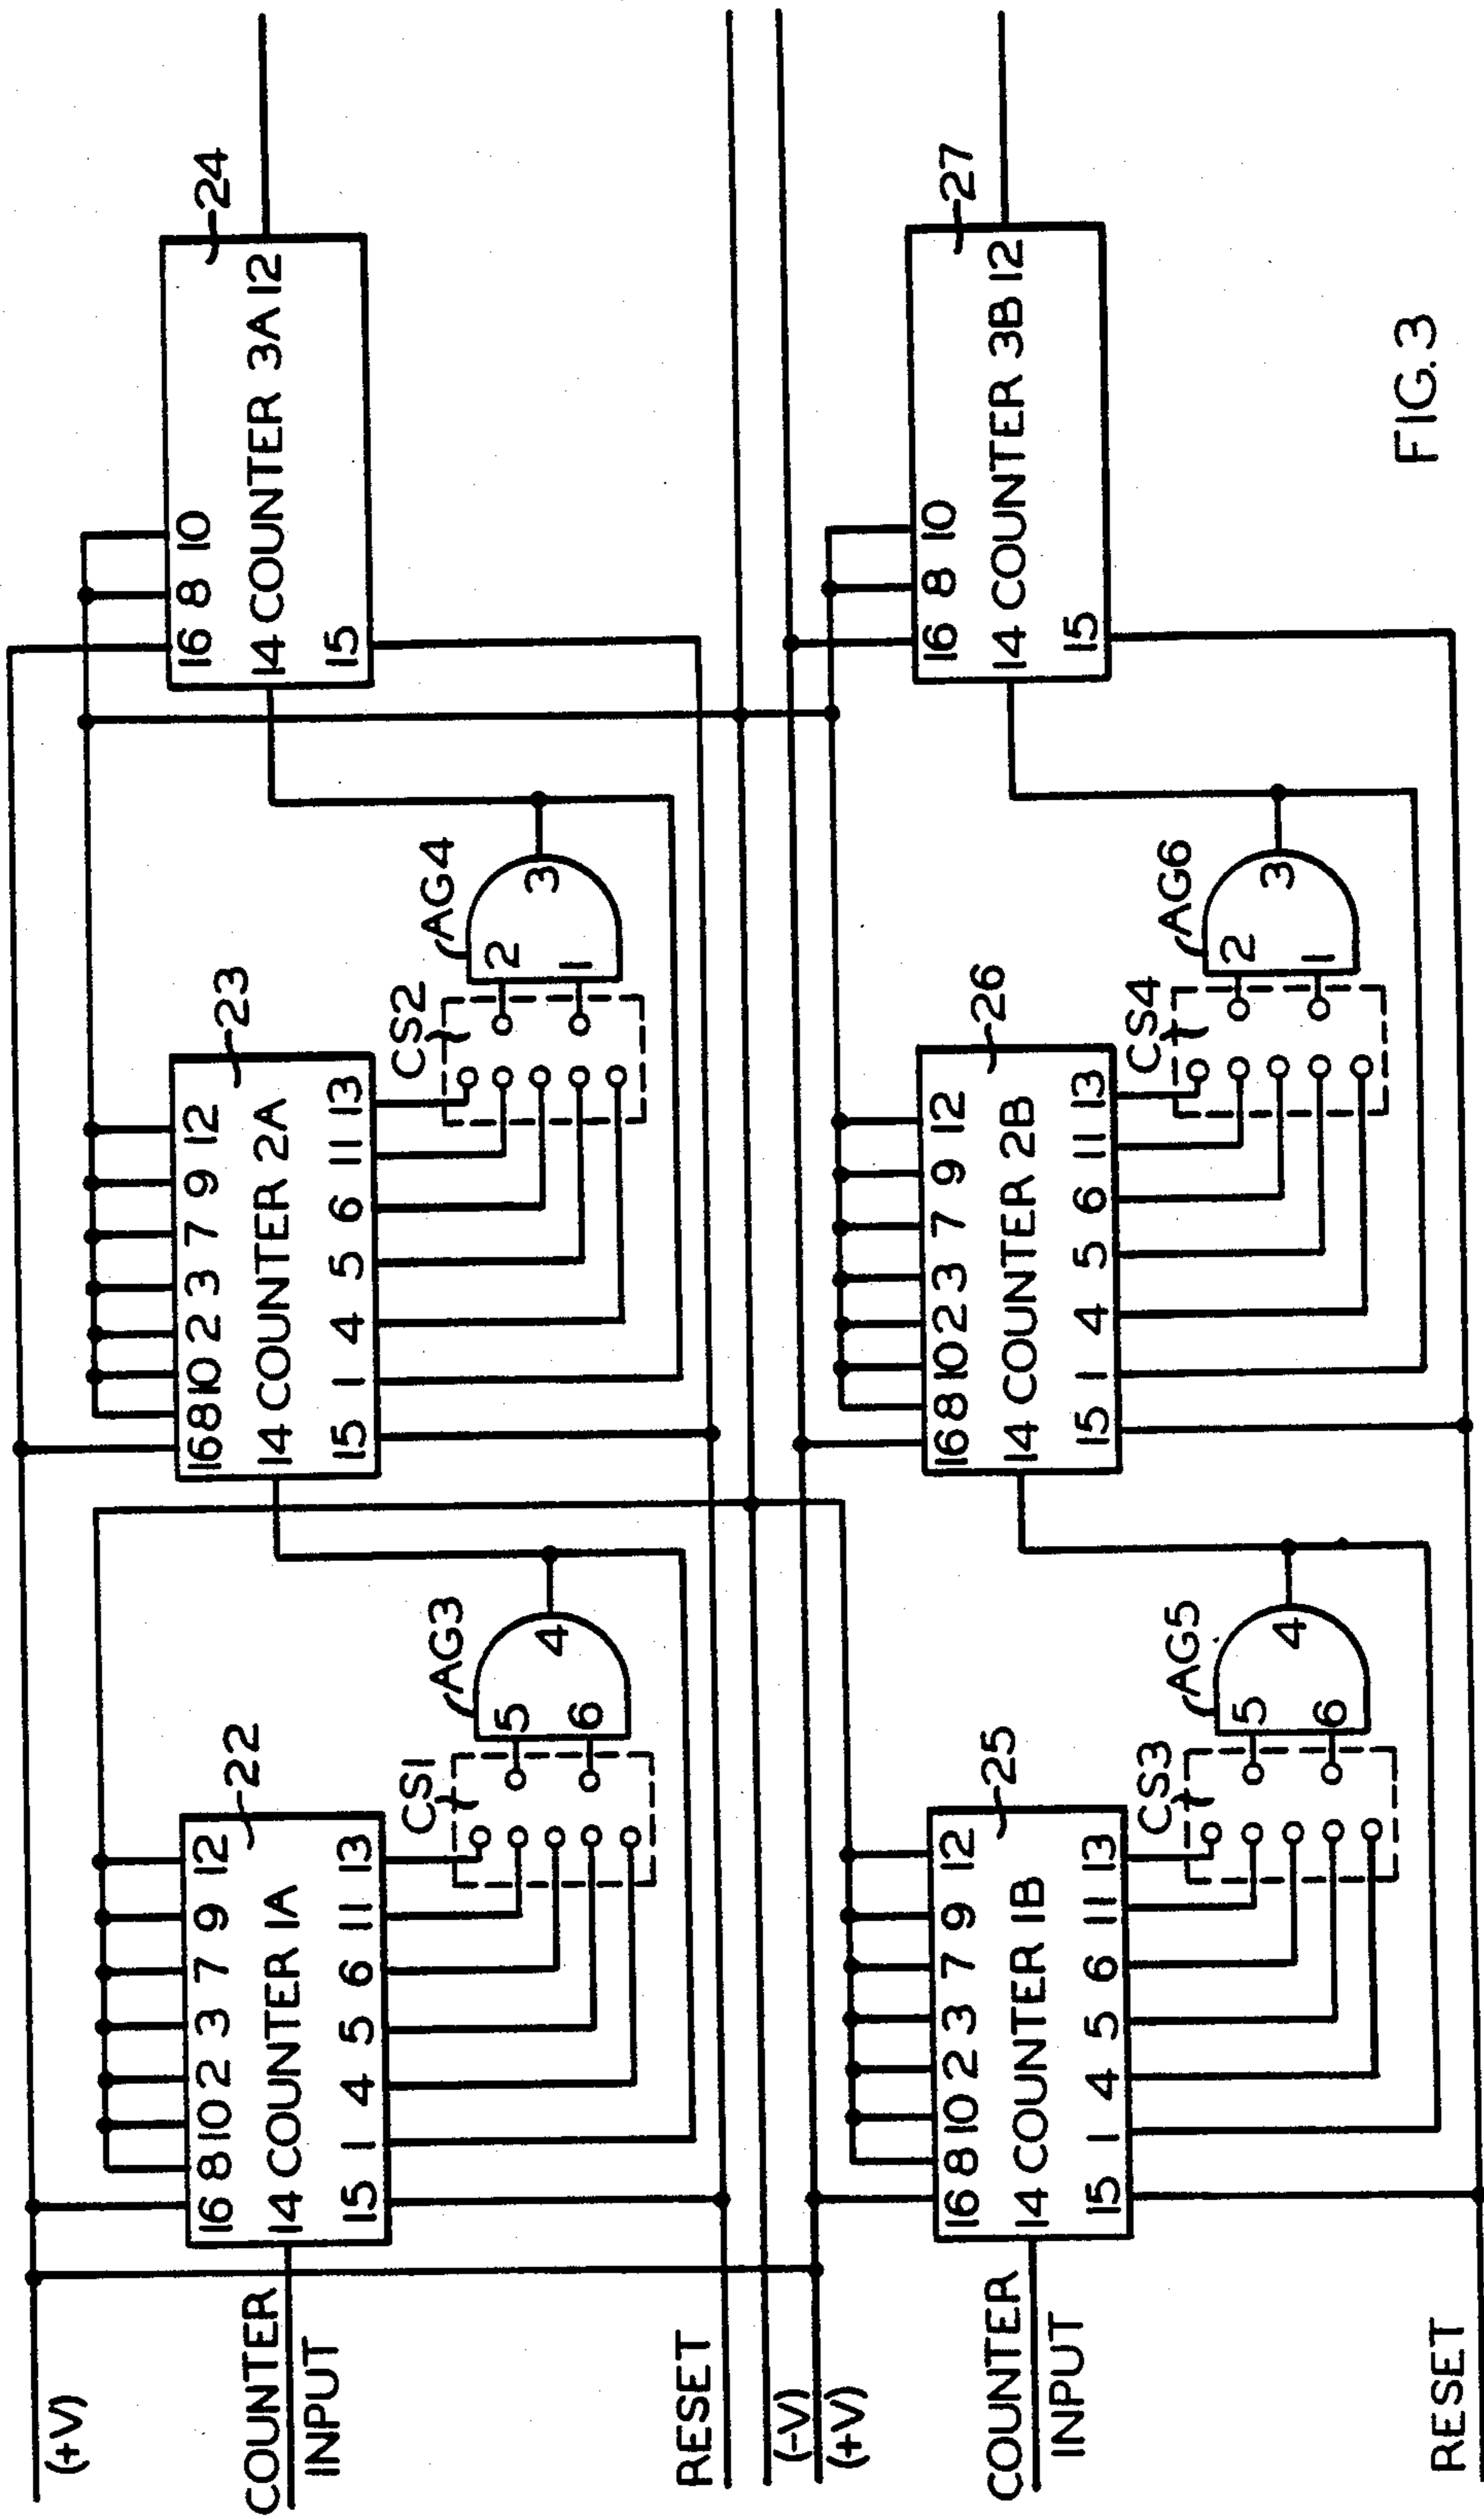 (+V)
COUNTER
INPUT
RESET
(-V)
(+V)
COUNTER
INPUT
RESET
22
16 8 10 2 3 7 9 12
14 COUNTER 1A
15 1 4 5 6 11 13
CS1
AG3
5
6
4
23
16 8 10 2 3 7 9 12
14 COUNTER 2A
15 1 4 5 6 11 13
CS2
AG4
2
1
3
24
16 8 10
14 COUNTER 3A 12
15
25
16 8 10 2 3 7 9 12
14 COUNTER 1B
15 1 4 5 6 11 13
CS3
AG5
5
6
4
26
16 8 10 2 3 7 9 12
14 COUNTER 2B
15 1 4 5 6 11 13
CS4
AG6
2
1
3
27
16 8 10
14 COUNTER 3B 12
15
FIG. 3